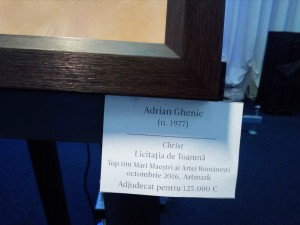 Adrian Ghenie
(n. 1977)
Christ
Licitația de Toamnă
Top 100 Mari Maeștri ai Artei Românești
octombrie 2016, Artmark
Adjudecat pentru 125.000 €